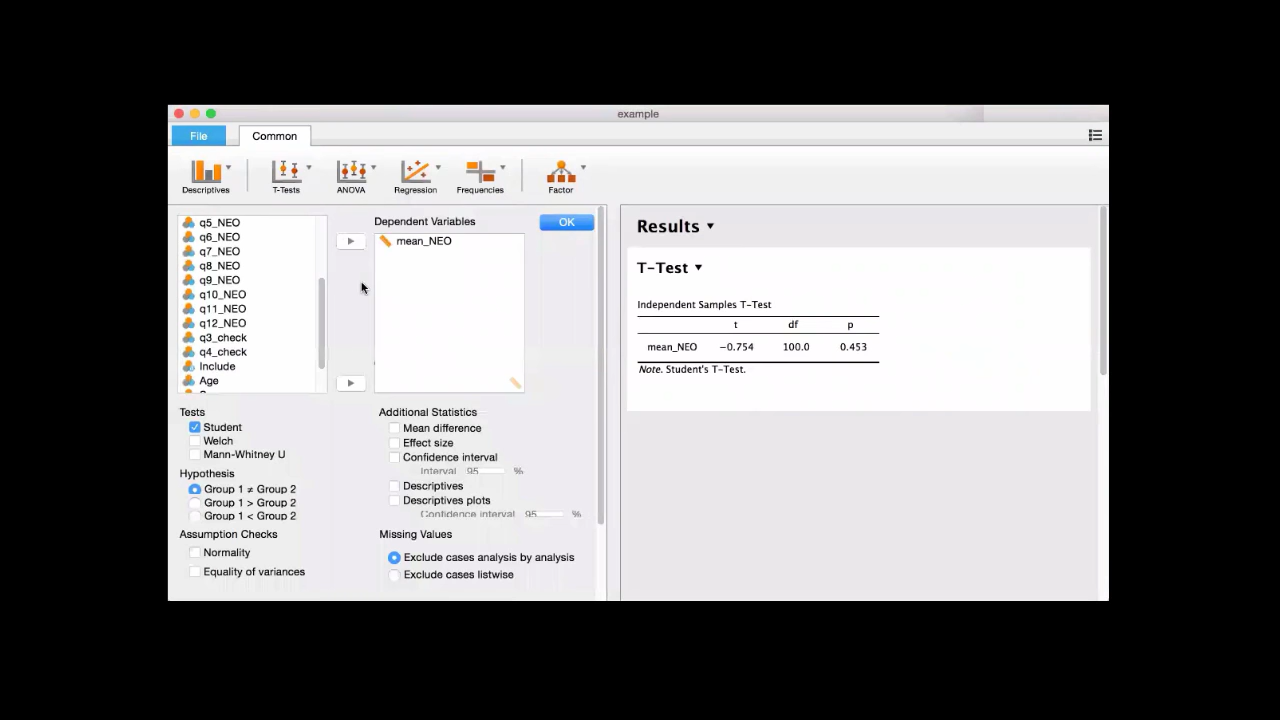 example
File
Common
Descriptives
T-Tests
ANOVA
Regression
Frequencies
Factor
q5_NEO
q6_NEO
q7_NEO
q8_NEO
q9_NEO
q10_NEO
q11_NEO
q12_NEO
q3_check
q4_check
Include
Age
Dependent Variables
OK
mean_NEO
Tests
Student
Welch
Mann-Whitney U
Hypothesis
Group 1 ≠ Group 2
Group 1 > Group 2
Group 1 < Group 2
Assumption Checks
Normality
Equality of variances
Additional Statistics
Mean difference
Effect size
Confidence interval
Interval 95 %
Descriptives
Descriptives plots
Confidence interval 95 %
Missing Values
Exclude cases analysis by analysis
Exclude cases listwise
Results
T-Test
Independent Samples T-Test
t df p
mean_NEO −0.754 100.0 0.453
Note. Student's T-Test.